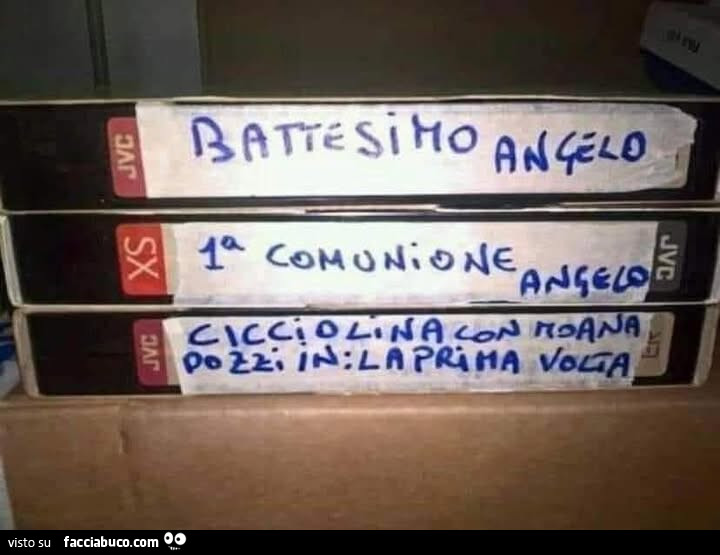 JVC BATTESIMO ANGELO
XS 1ª COMUNIONE ANGELO JVC
JVC CICCIOLINA CON MOANA
POZZI IN: LA PRIMA VOLTA
visto su facciabuco.com